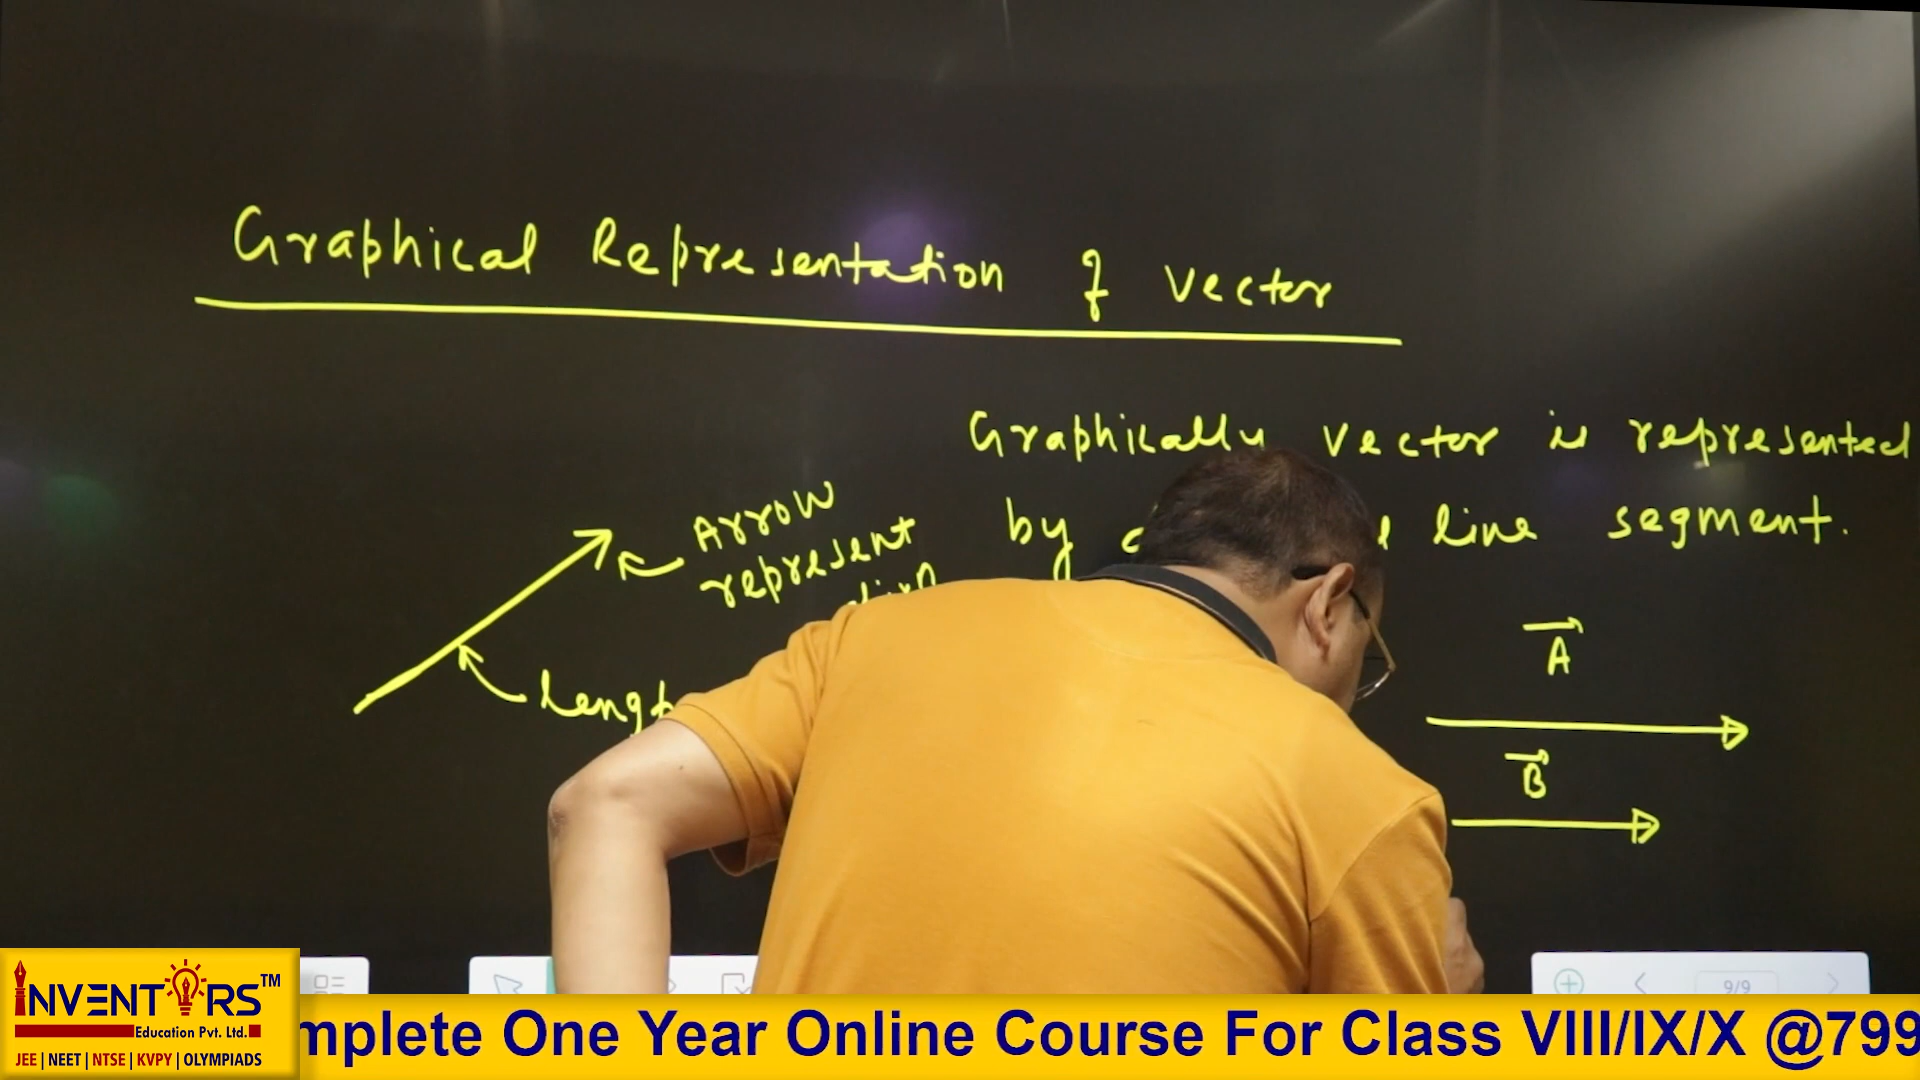 Graphical Representation of vector
Graphically vector is represented
by line segment.
Arrow
represent
A
B
INVENTORS™
Education Pvt. Ltd.
JEE | NEET | NTSE | KVPY | OLYMPIADS
9/9
mplete One Year Online Course For Class VIII/IX/X @799